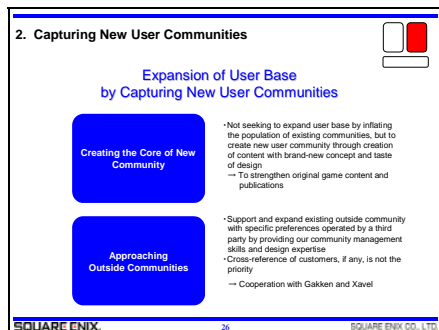 2. Capturing New User Communities
Expansion of User Base
by Capturing New User Communities
Creating the Core of New
Community
・Not seeking to expand user base by inflating
the population of existing communities, but to
create new user community through creation
of content with brand-new concept and taste
of design
→ To strengthen original game content and
publications
Approaching
Outside Communities
・Support and expand existing outside community
with specific preferences operated by a third
party by providing our community management
skills and design expertise
・Cross-reference of customers, if any, is not the
priority
→ Cooperation with Gakken and Xavel
SQUARE ENIX.
26
SQUARE ENIX CO., LTD.